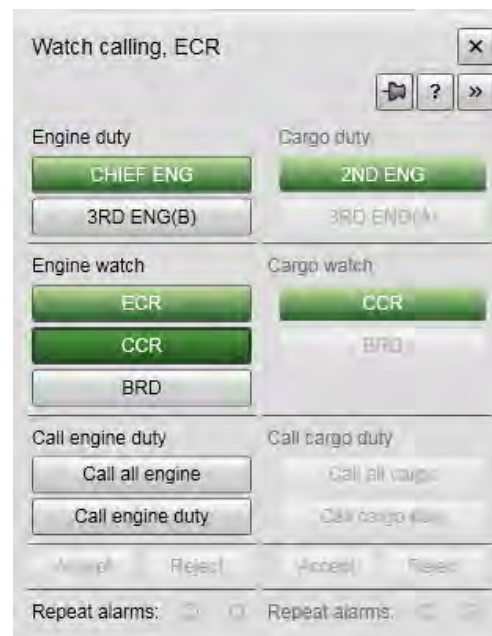 Watch calling, ECR
×
? »
Engine duty Cargo duty
CHIEF ENG 2ND ENG
3RD ENG(B) 3RD ENG(A)
Engine watch Cargo watch
ECR CCR
CCR BRD
BRD
Call engine duty Call cargo duty
Call all engine Call all cargo
Call engine duty Call cargo duty
Accept Reject Accept Reject
Repeat alarms: Repeat alarms: